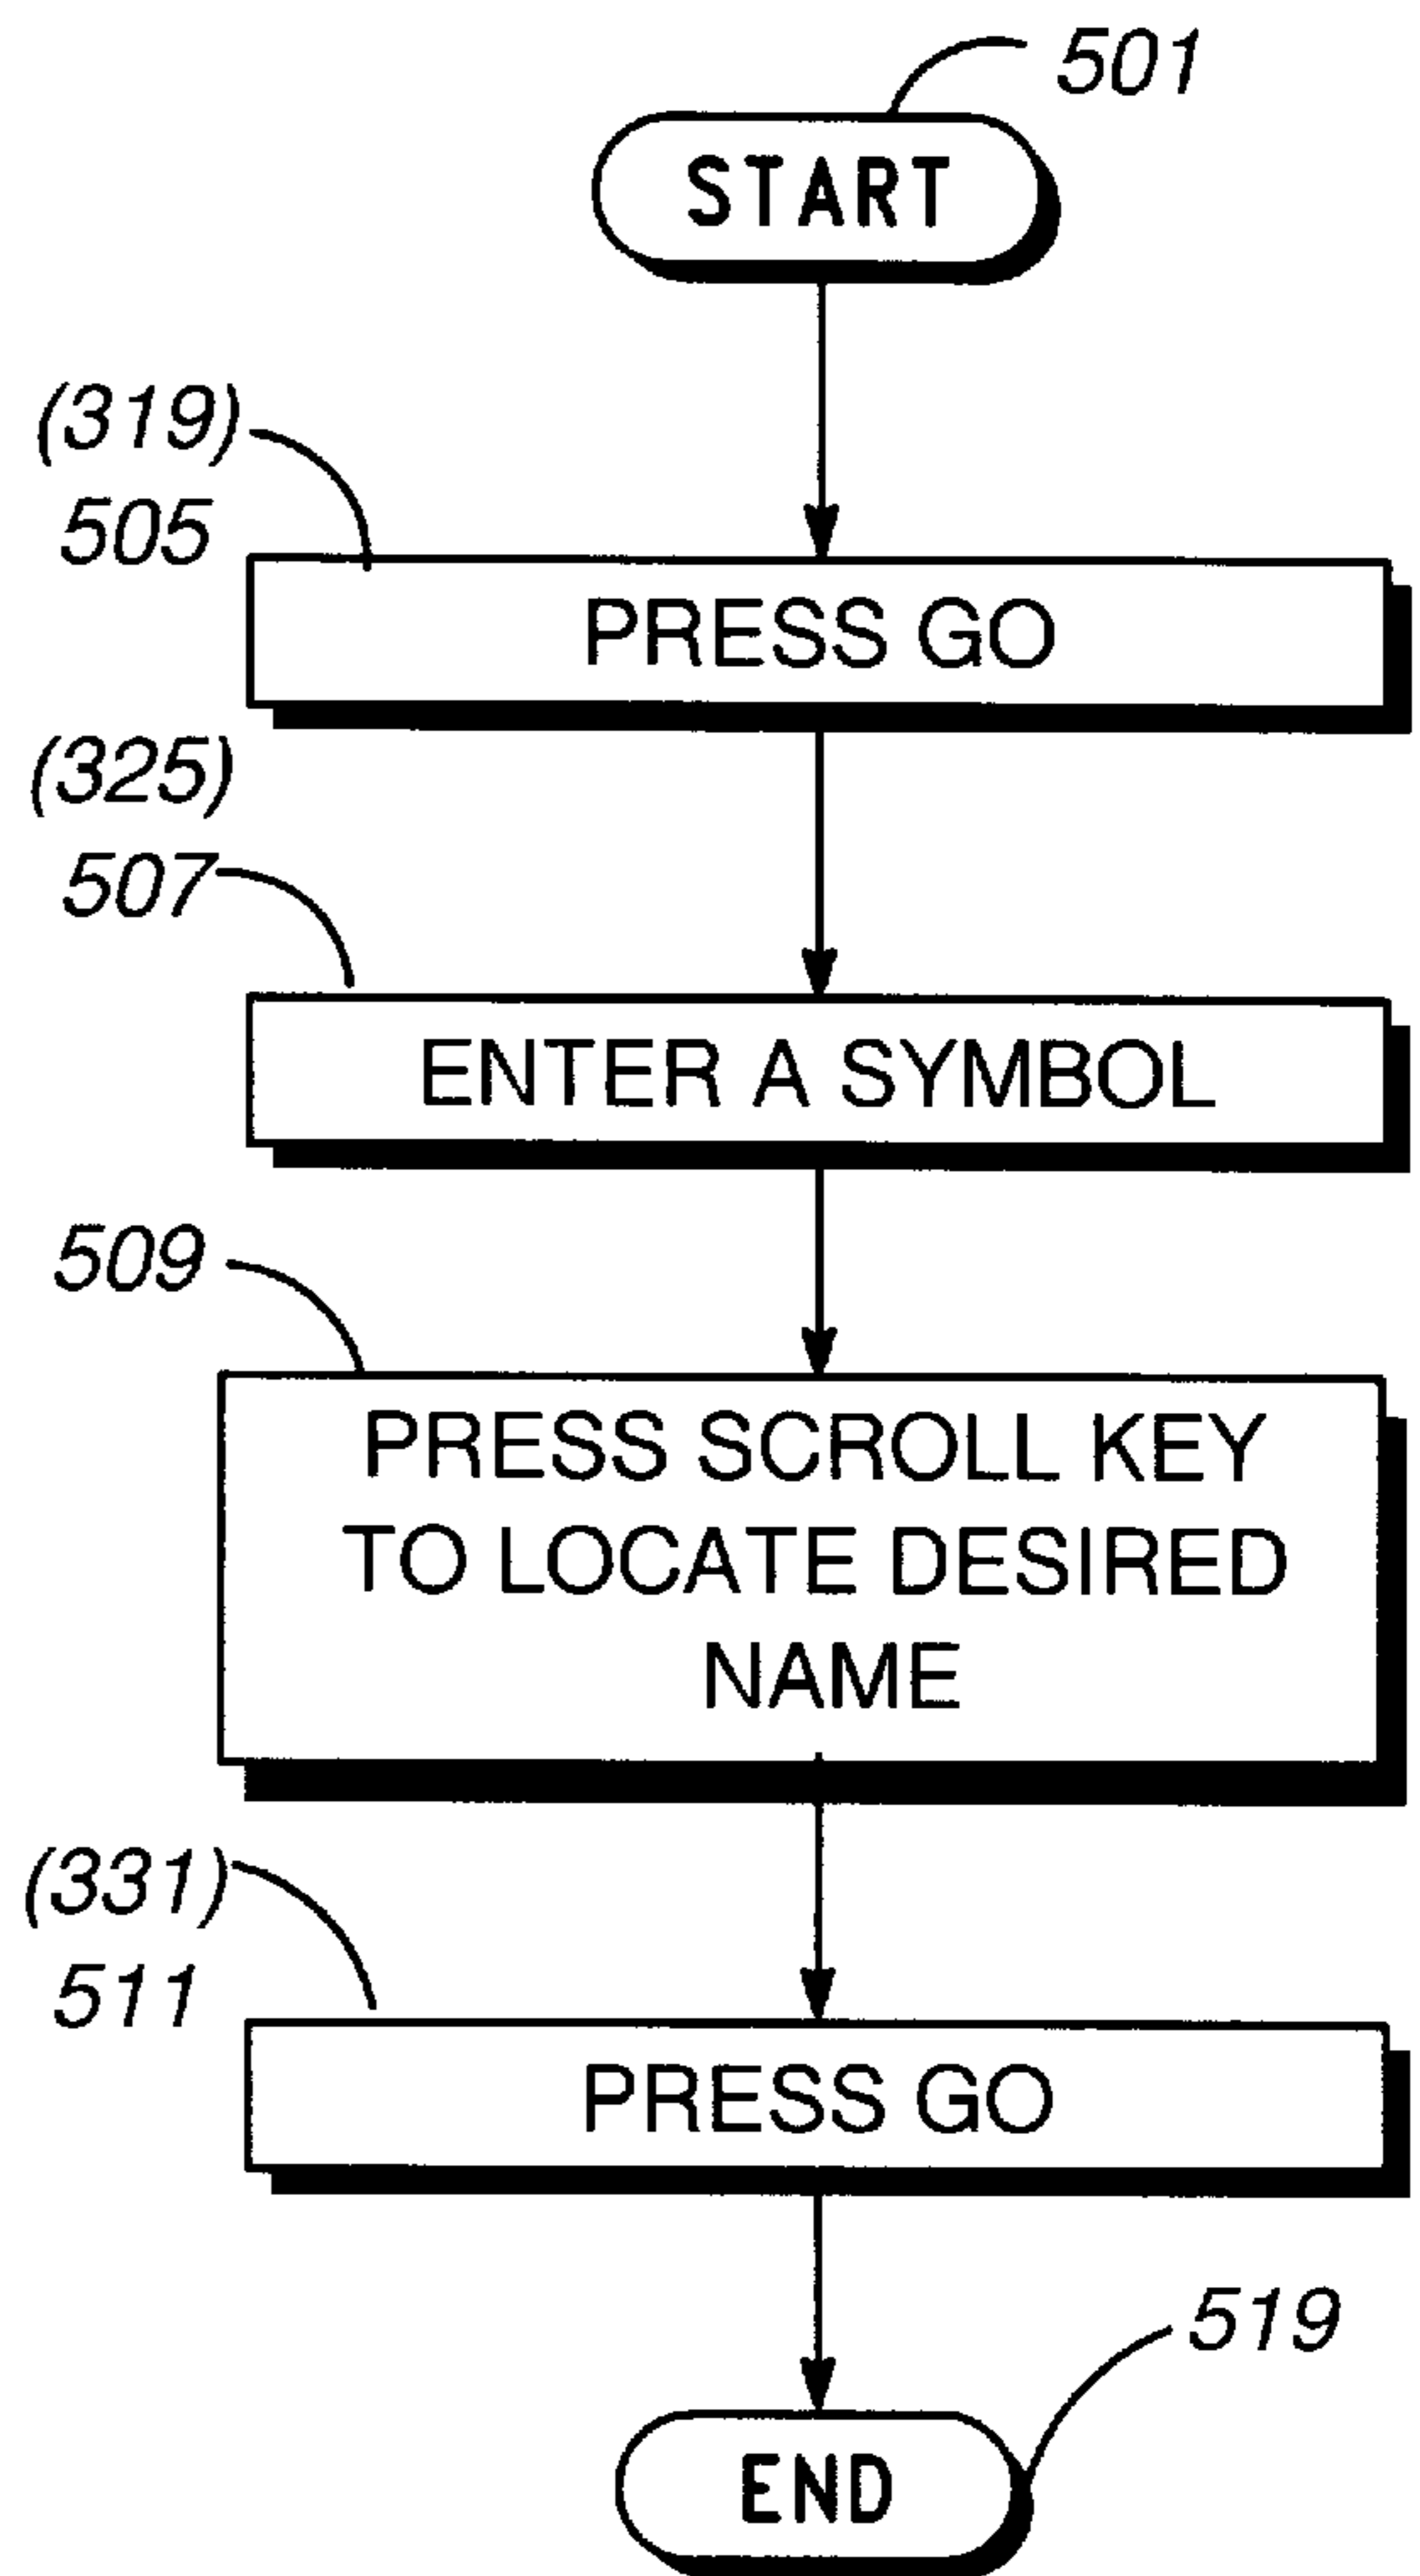 501
START
(319)
505
PRESS GO
(325)
507
ENTER A SYMBOL
509
PRESS SCROLL KEY
TO LOCATE DESIRED
NAME
(331)
511
PRESS GO
519
END